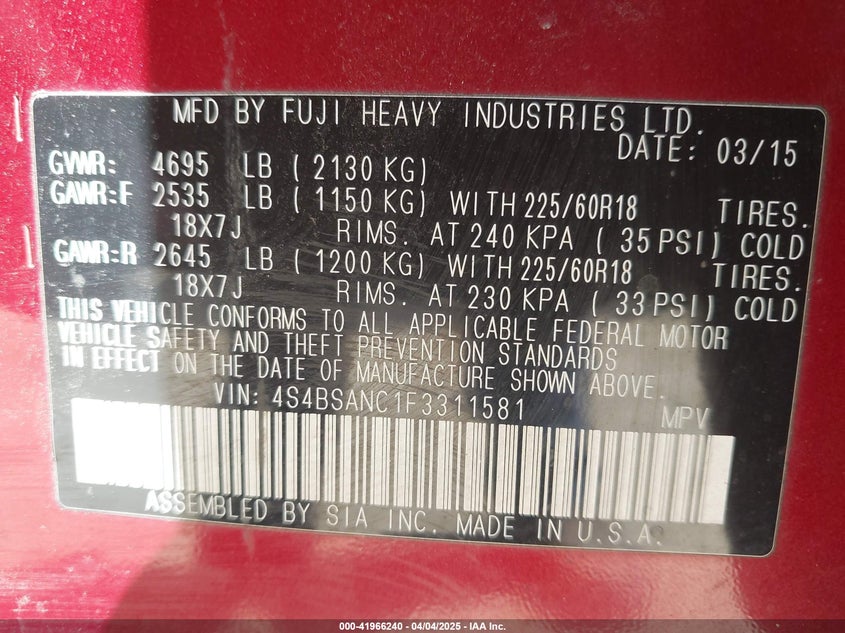 MFD BY FUJI HEAVY INDUSTRIES LTD.
DATE: 03/15
GVWR: 4695 LB ( 2130 KG)
GAWR:F 2535 LB ( 1150 KG) WITH 225/60R18 TIRES.
18X7J RIMS. AT 240 KPA ( 35 PSI) COLD
GAWR:R 2645 LB ( 1200 KG) WITH 225/60R18 TIRES.
18X7J RIMS. AT 230 KPA ( 33 PSI) COLD
THIS VEHICLE CONFORMS TO ALL APPLICABLE FEDERAL MOTOR
VEHICLE SAFETY AND THEFT PREVENTION STANDARDS
IN EFFECT ON THE DATE OF MANUFACTURE SHOWN ABOVE.
VIN: 4S4BSANC1F3311581 MPV
ASSEMBLED BY SIA INC. MADE IN U.S.A.
000-41966240 - 04/04/2025 - IAA Inc.